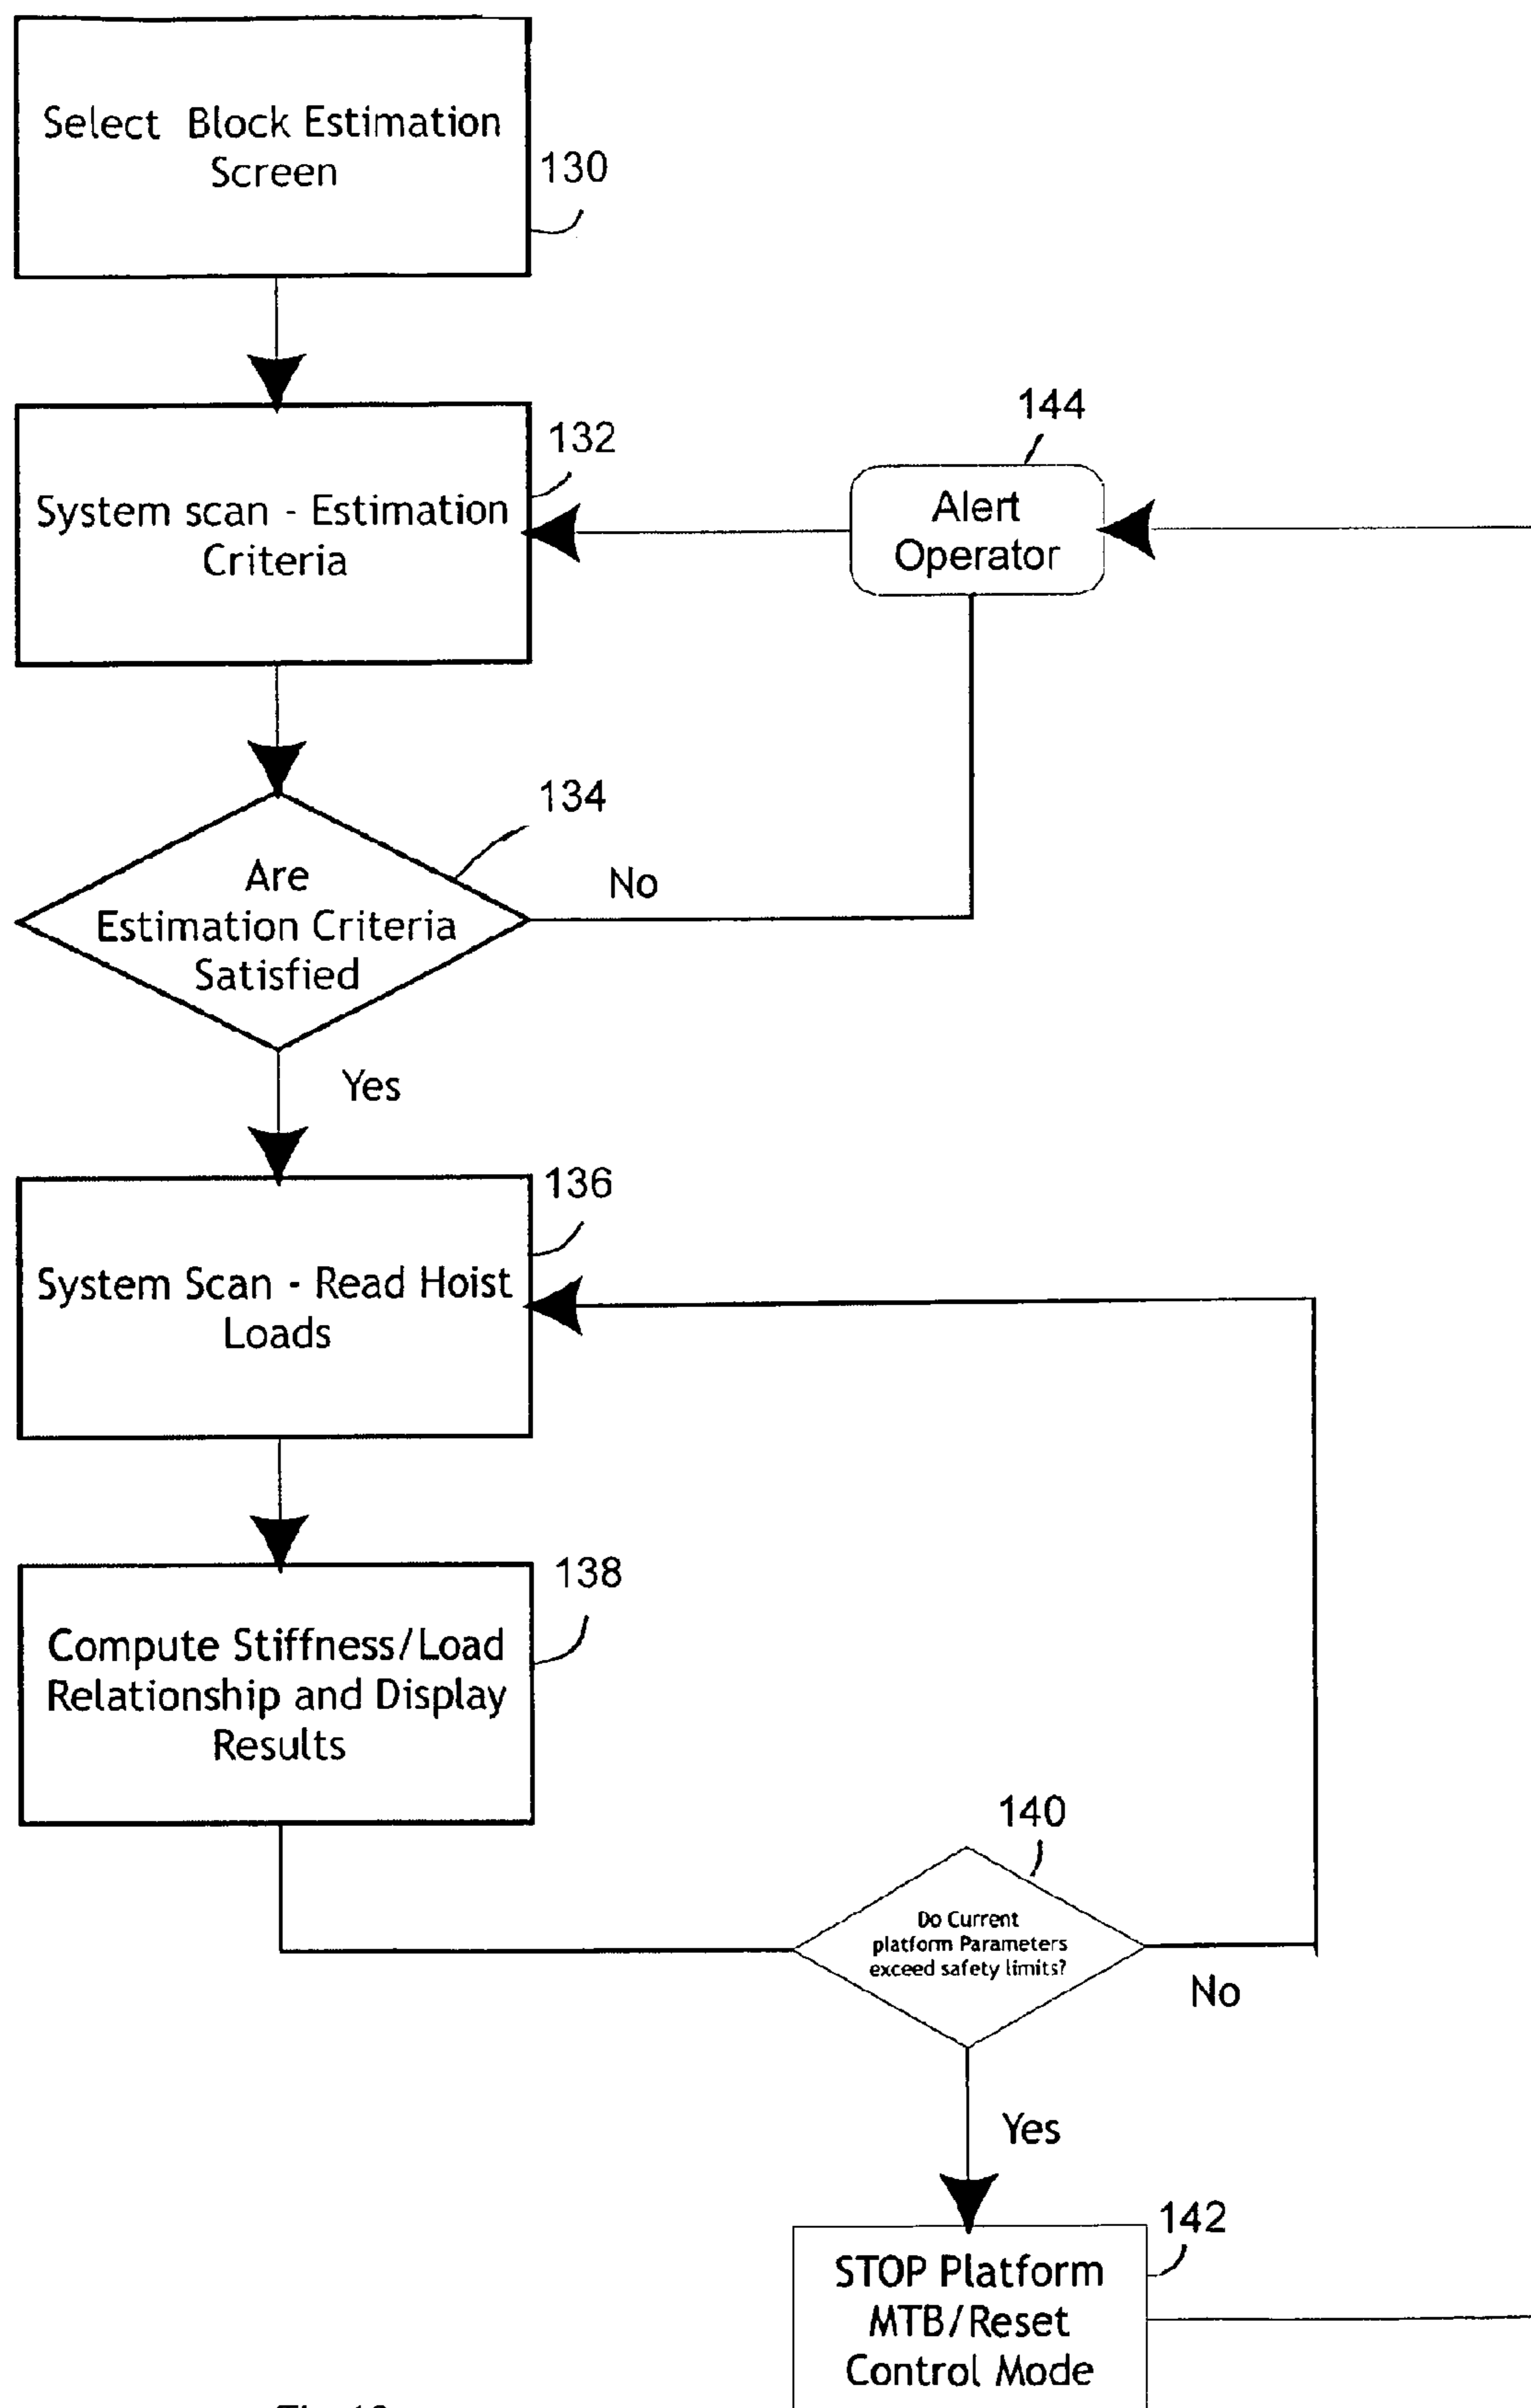 Select Block Estimation
Screen
130
132
System scan - Estimation
Criteria
144
Alert
Operator
134
Are
Estimation Criteria
Satisfied
No
Yes
136
System Scan - Read Hoist
Loads
138
Compute Stiffness/Load
Relationship and Display
Results
140
Do Current
platform Parameters
exceed safety limits?
No
Yes
142
STOP Platform
MTB/Reset
Control Mode